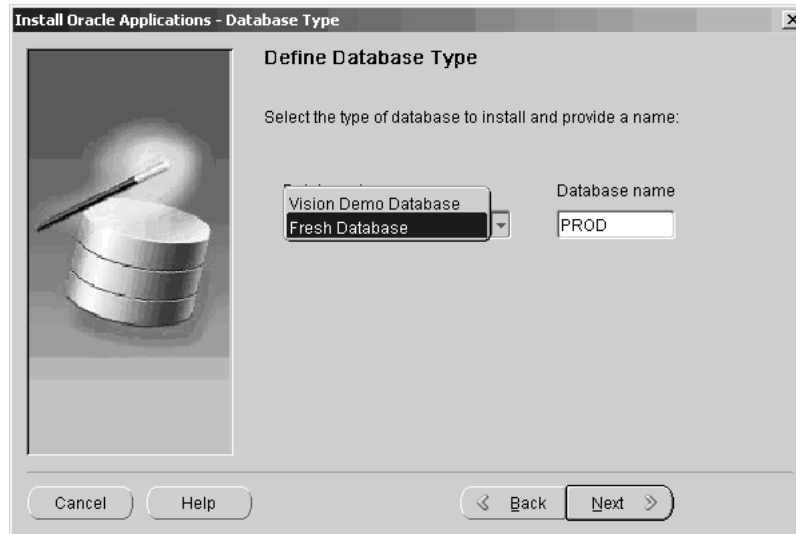 Install Oracle Applications - Database Type
Define Database Type
Select the type of database to install and provide a name:
Database name
Vision Demo Database
Fresh Database
PROD
Cancel
Help
Back
Next